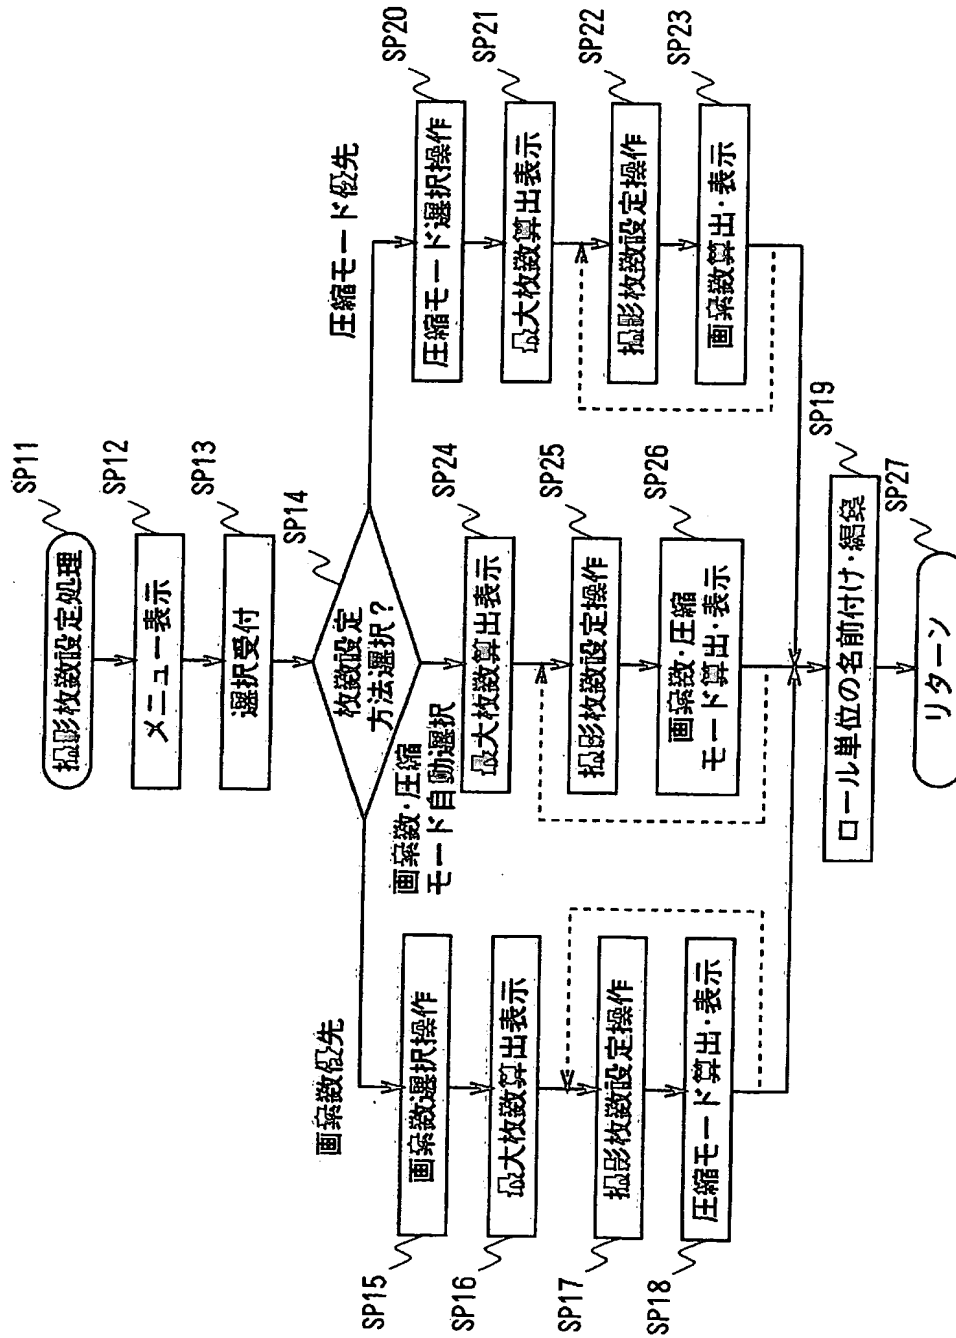 撮影枚数設定処理
SP11
メニュー表示
SP12
選択受付
SP13
枚数設定
方法選択?
SP14
画素数優先
画素数選択操作
SP15
最大枚数算出表示
SP16
撮影枚数設定操作
SP17
圧縮モード算出・表示
SP18
画素数・圧縮
モード自動選択
最大枚数算出表示
SP24
撮影枚数設定操作
SP25
画素数・圧縮
モード算出・表示
SP26
圧縮モード優先
圧縮モード選択操作
SP20
最大枚数算出表示
SP21
撮影枚数設定操作
SP22
画素数算出・表示
SP23
ロール単位の名前付け・編集
SP19
リターン
SP27